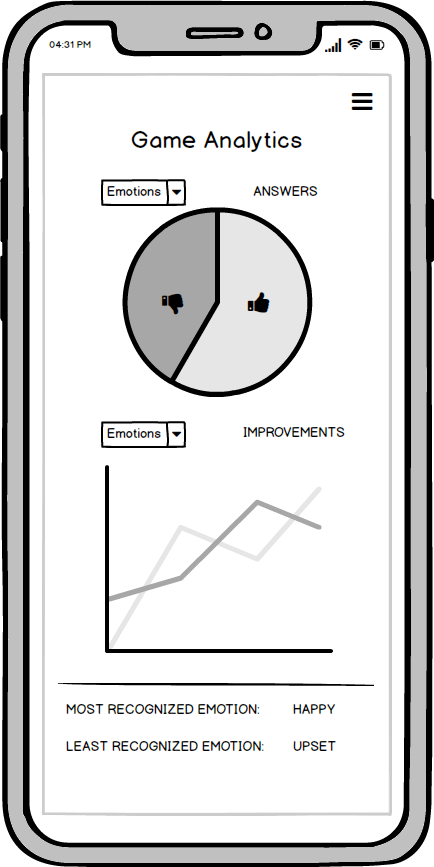 04:31 PM
Game Analytics
Emotions ANSWERS
Emotions IMPROVEMENTS
MOST RECOGNIZED EMOTION: HAPPY
LEAST RECOGNIZED EMOTION: UPSET